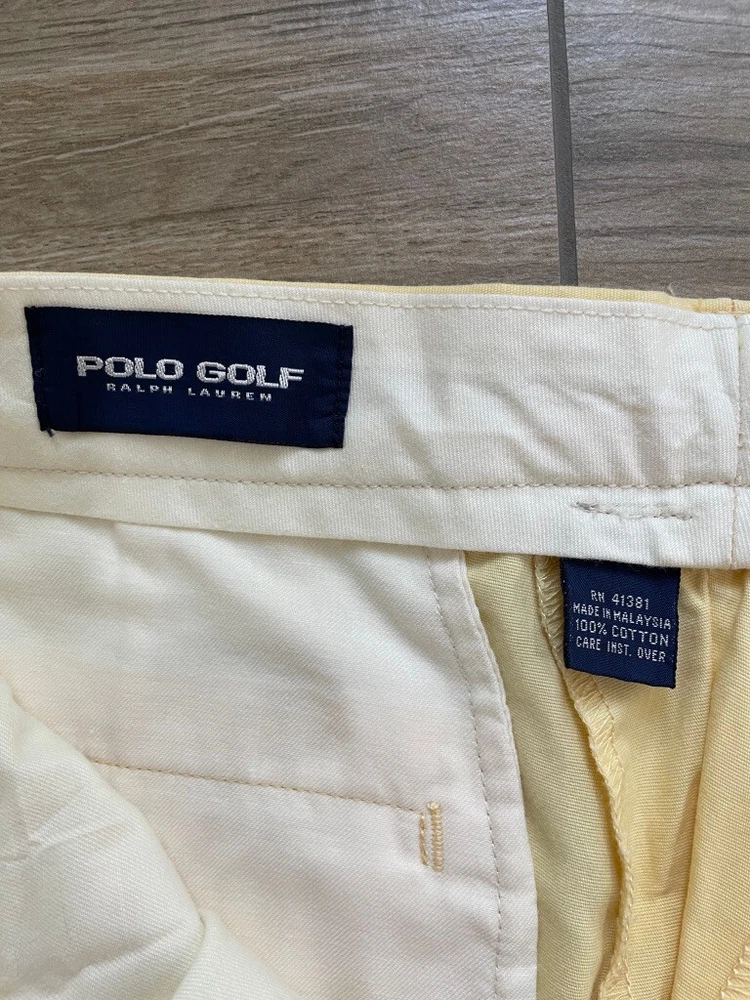 POLO GOLF
RALPH LAUREN
RN 41381
MADE IN MALAYSIA
100% COTTON
CARE INST. OVER